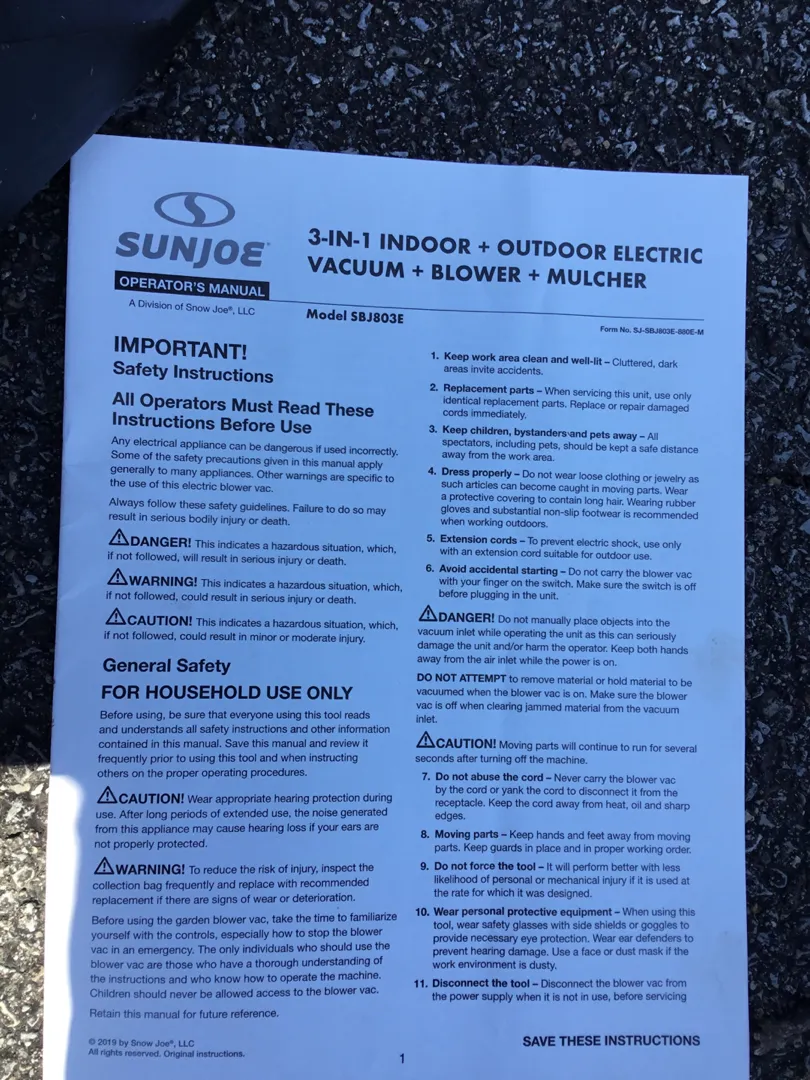 SUNJOE®
OPERATOR'S MANUAL
A Division of Snow Joe®, LLC
3-IN-1 INDOOR + OUTDOOR ELECTRIC
VACUUM + BLOWER + MULCHER
Model SBJ803E
Form No. SJ-SBJ803E-880E-M
IMPORTANT!
Safety Instructions
All Operators Must Read These
Instructions Before Use
Any electrical appliance can be dangerous if used incorrectly.
Some of the safety precautions given in this manual apply
generally to many appliances. Other warnings are specific to
the use of this electric blower vac.
Always follow these safety guidelines. Failure to do so may
result in serious bodily injury or death.
⚠DANGER! This indicates a hazardous situation, which,
if not followed, will result in serious injury or death.
⚠WARNING! This indicates a hazardous situation, which,
if not followed, could result in serious injury or death.
⚠CAUTION! This indicates a hazardous situation, which,
if not followed, could result in minor or moderate injury.
General Safety
FOR HOUSEHOLD USE ONLY
Before using, be sure that everyone using this tool reads
and understands all safety instructions and other information
contained in this manual. Save this manual and review it
frequently prior to using this tool and when instructing
others on the proper operating procedures.
⚠CAUTION! Wear appropriate hearing protection during
use. After long periods of extended use, the noise generated
from this appliance may cause hearing loss if your ears are
not properly protected.
⚠WARNING! To reduce the risk of injury, inspect the
collection bag frequently and replace with recommended
replacement if there are signs of wear or deterioration.
Before using the garden blower vac, take the time to familiarize
yourself with the controls, especially how to stop the blower
vac in an emergency. The only individuals who should use the
blower vac are those who have a thorough understanding of
the instructions and who know how to operate the machine.
Children should never be allowed access to the blower vac.
Retain this manual for future reference.
1. Keep work area clean and well-lit – Cluttered, dark
areas invite accidents.
2. Replacement parts – When servicing this unit, use only
identical replacement parts. Replace or repair damaged
cords immediately.
3. Keep children, bystanders and pets away – All
spectators, including pets, should be kept a safe distance
away from the work area.
4. Dress properly – Do not wear loose clothing or jewelry as
such articles can become caught in moving parts. Wear
a protective covering to contain long hair. Wearing rubber
gloves and substantial non-slip footwear is recommended
when working outdoors.
5. Extension cords – To prevent electric shock, use only
with an extension cord suitable for outdoor use.
6. Avoid accidental starting – Do not carry the blower vac
with your finger on the switch. Make sure the switch is off
before plugging in the unit.
⚠DANGER! Do not manually place objects into the
vacuum inlet while operating the unit as this can seriously
damage the unit and/or harm the operator. Keep both hands
away from the air inlet while the power is on.
DO NOT ATTEMPT to remove material or hold material to be
vacuumed when the blower vac is on. Make sure the blower
vac is off when clearing jammed material from the vacuum
inlet.
⚠CAUTION! Moving parts will continue to run for several
seconds after turning off the machine.
7. Do not abuse the cord – Never carry the blower vac
by the cord or yank the cord to disconnect it from the
receptacle. Keep the cord away from heat, oil and sharp
edges.
8. Moving parts – Keep hands and feet away from moving
parts. Keep guards in place and in proper working order.
9. Do not force the tool – It will perform better with less
likelihood of personal or mechanical injury if it is used at
the rate for which it was designed.
10. Wear personal protective equipment – When using this
tool, wear safety glasses with side shields or goggles to
provide necessary eye protection. Wear ear defenders to
prevent hearing damage. Use a face or dust mask if the
work environment is dusty.
11. Disconnect the tool – Disconnect the blower vac from
the power supply when it is not in use, before servicing
© 2019 by Snow Joe®, LLC
All rights reserved. Original instructions.
1
SAVE THESE INSTRUCTIONS